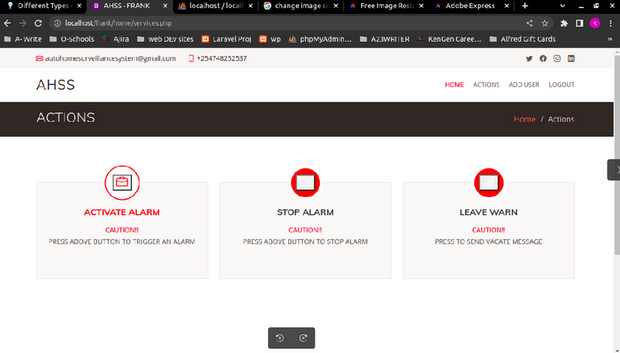 Different Types o
AHSS - FRANK
localhost / locall
change image si
Free Image Resiz
Adobe Express
localhost/frank/home/services.php
A- Write
O-Schools
Ajira
web DEV sites
Laravel Proj
wp
phpMyAdmin...
A23WRITER
KenGen Caree...
Alfred Gift Cards
autohomesurveillancesystem@gmail.com +254748252537
AHSS
HOME ACTIONS ADD USER LOGOUT
ACTIONS
Home / Actions
ACTIVATE ALARM
CAUTION!!
PRESS ABOVE BUTTON TO TRIGGER AN ALARM
STOP ALARM
CAUTION!!
PRESS ABOVE BUTTON TO STOP ALARM
LEAVE WARN
CAUTION!!
PRESS TO SEND VACATE MESSAGE